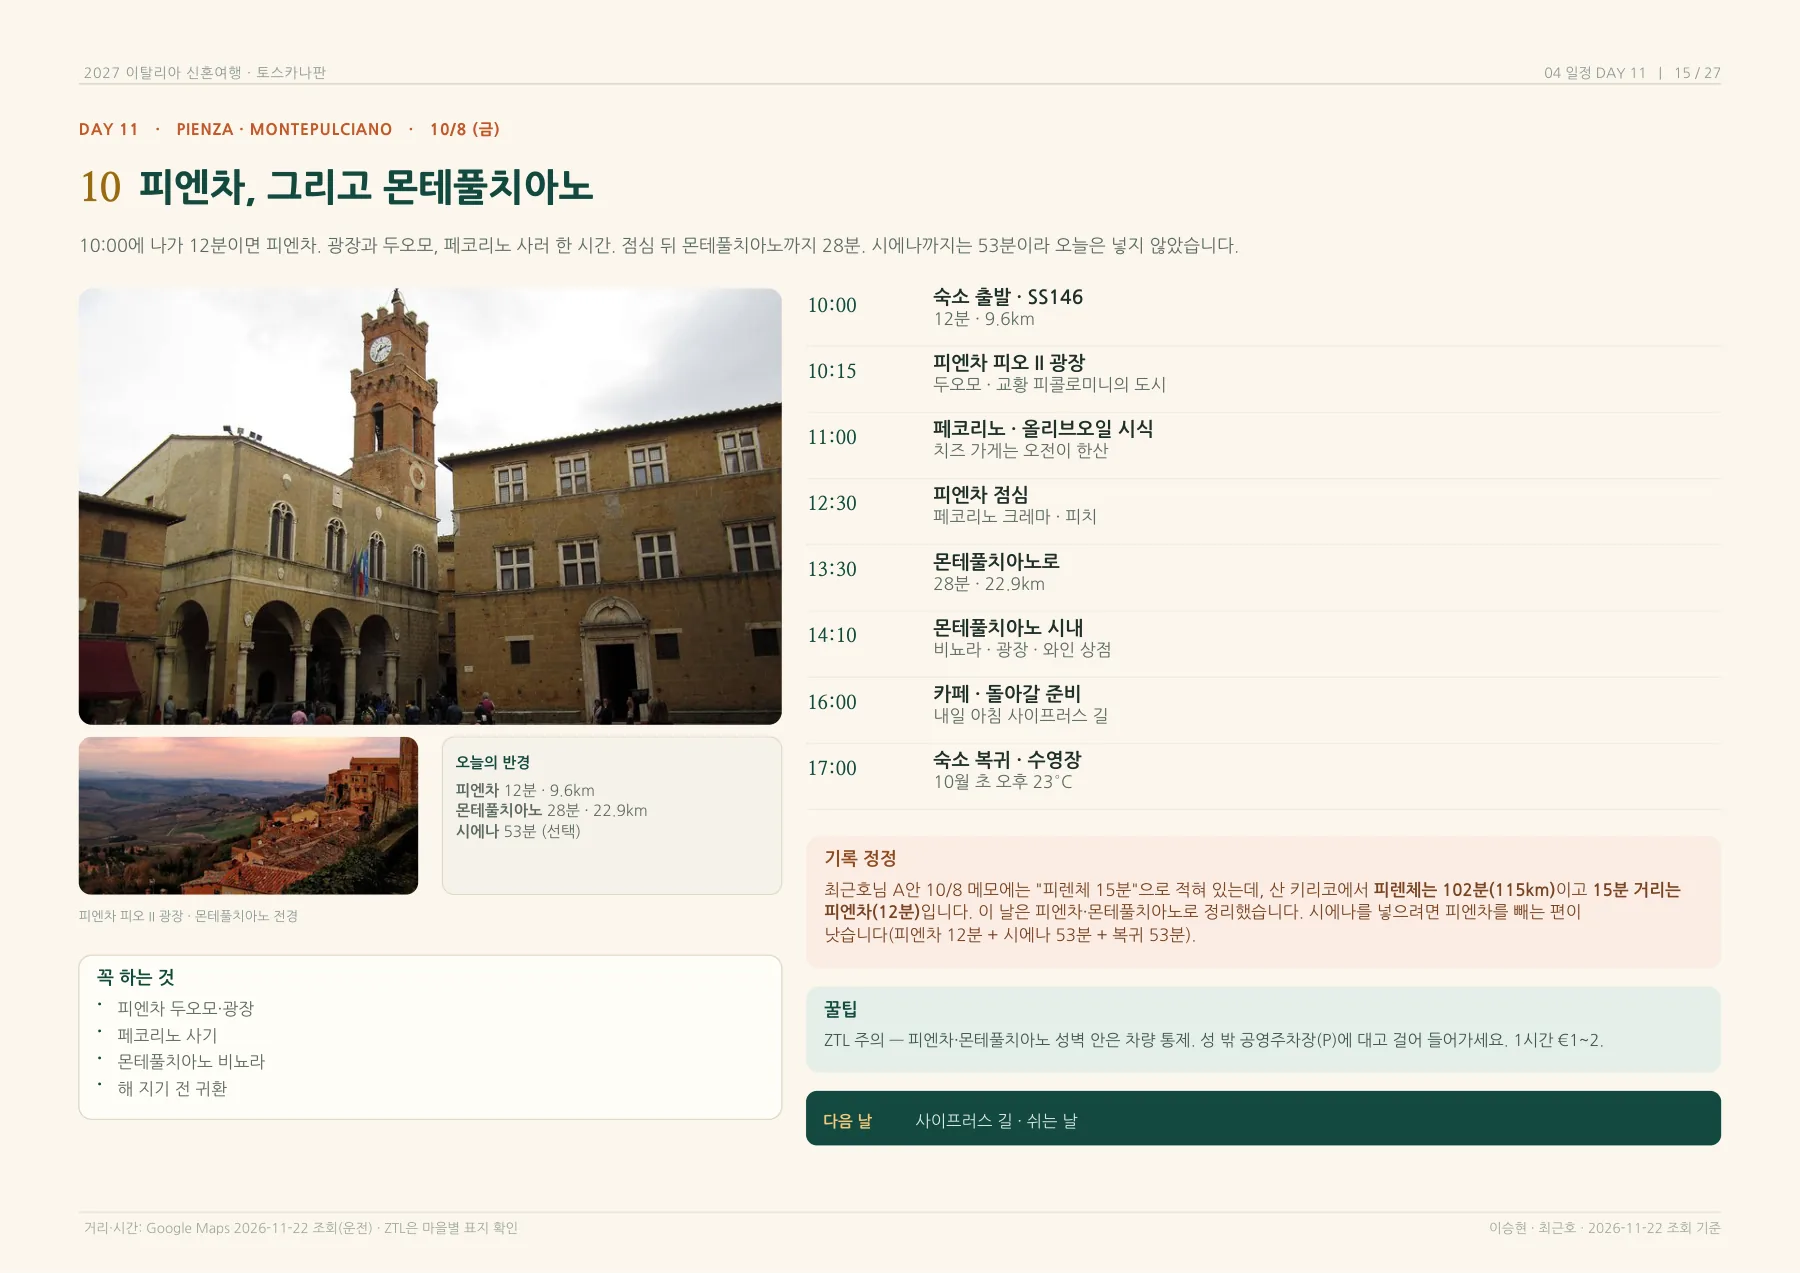 2027 이탈리아 신혼여행 · 토스카나판
04 일정 DAY 11 | 15 / 27
DAY 11 · PIENZA · MONTEPULCIANO · 10/8 (금)
10 피엔차, 그리고 몬테풀치아노
10:00에 나가 12분이면 피엔차. 광장과 두오모, 페코리노 사러 한 시간. 점심 뒤 몬테풀치아노까지 28분. 시에나까지는 53분이라 오늘은 넣지 않았습니다.
오늘의 반경
피엔차 12분 · 9.6km
몬테풀치아노 28분 · 22.9km
시에나 53분 (선택)
피엔차 피오 II 광장 · 몬테풀치아노 전경
꼭 하는 것
· 피엔차 두오모·광장
· 페코리노 사기
· 몬테풀치아노 비뇨라
· 해 지기 전 귀환
10:00 숙소 출발 · SS146
12분 · 9.6km
10:15 피엔차 피오 II 광장
두오모 · 교황 피콜로미니의 도시
11:00 페코리노 · 올리브오일 시식
치즈 가게는 오전이 한산
12:30 피엔차 점심
페코리노 크레마 · 피치
13:30 몬테풀치아노로
28분 · 22.9km
14:10 몬테풀치아노 시내
비뇨라 · 광장 · 와인 상점
16:00 카페 · 돌아갈 준비
내일 아침 사이프러스 길
17:00 숙소 복귀 · 수영장
10월 초 오후 23°C
기록 정정
최근호님 A안 10/8 메모에는 "피렌체 15분"으로 적혀 있는데, 산 키리코에서 피렌체는 102분(115km)이고 15분 거리는
피엔차(12분)입니다. 이 날은 피엔차·몬테풀치아노로 정리했습니다. 시에나를 넣으려면 피엔차를 빼는 편이
낫습니다(피엔차 12분 + 시에나 53분 + 복귀 53분).
꿀팁
ZTL 주의 — 피엔차·몬테풀치아노 성벽 안은 차량 통제. 성 밖 공영주차장(P)에 대고 걸어 들어가세요. 1시간 €1~2.
다음 날 사이프러스 길 · 쉬는 날
거리·시간: Google Maps 2026-11-22 조회(운전) · ZTL은 마을별 표지 확인
이승현 · 최근호 · 2026-11-22 조회 기준